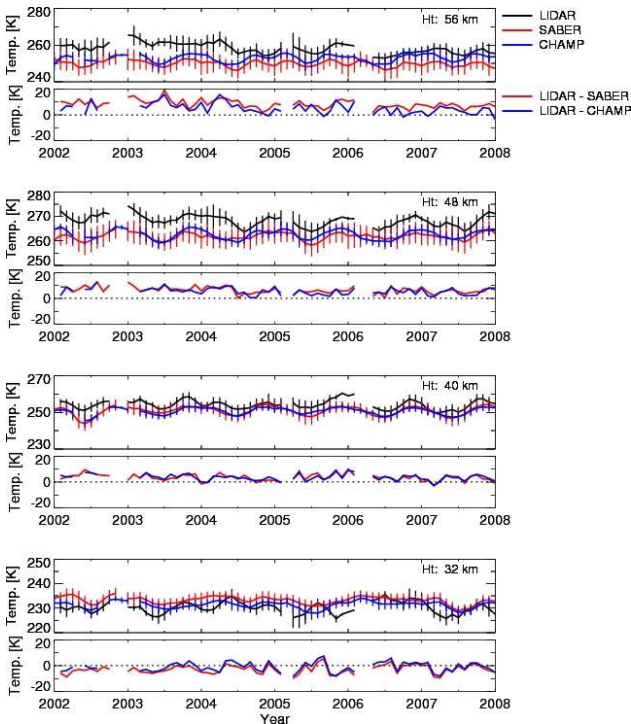 Temp. [K]
280
260
240
Ht: 56 km
LIDAR
SABER
CHAMP
Temp. [K]
20
0
-20
LIDAR - SABER
LIDAR - CHAMP
2002 2003 2004 2005 2006 2007 2008
Temp. [K]
280
270
260
250
Ht: 48 km
Temp. [K]
20
0
-20
2002 2003 2004 2005 2006 2007 2008
Temp. [K]
270
250
230
Ht: 40 km
Temp. [K]
20
0
-20
2002 2003 2004 2005 2006 2007 2008
Temp. [K]
250
240
230
220
Ht: 32 km
Temp. [K]
20
0
-20
2002 2003 2004 2005 2006 2007 2008
Year